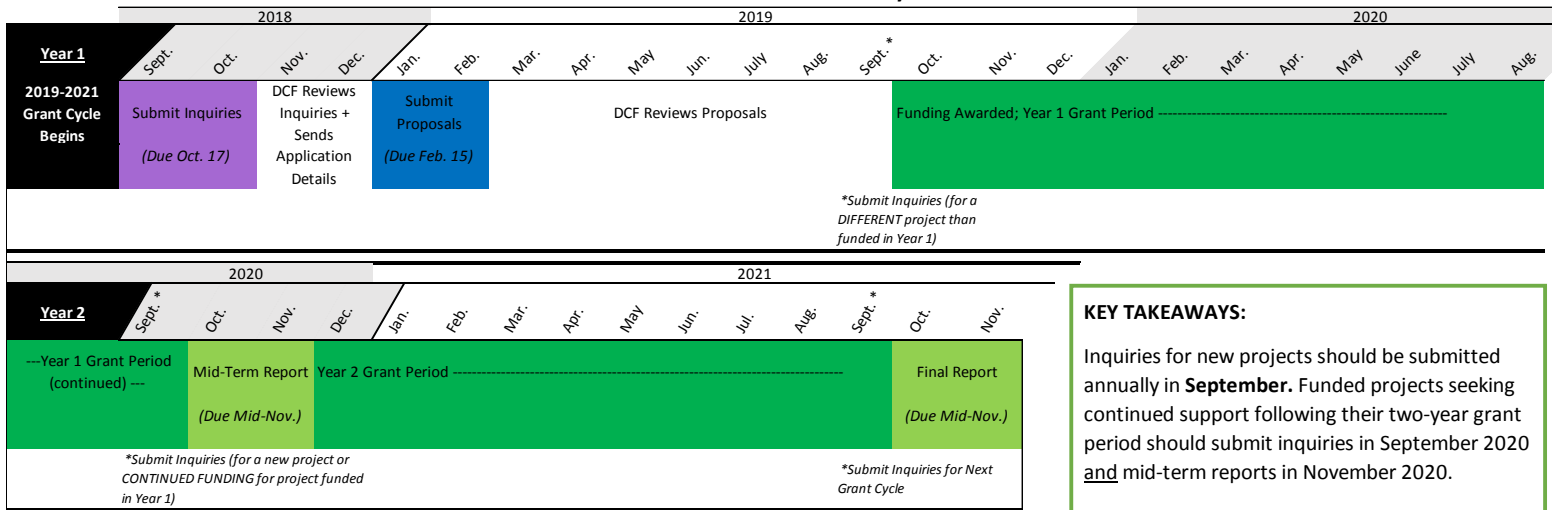 2018 2019 2020
Year 1
Sept. Oct. Nov. Dec. Jan. Feb. Mar. Apr. May Jun. July Aug. Sept.* Oct. Nov. Dec. Jan. Feb. Mar. Apr. May June July Aug.
2019-2021
Grant Cycle
Begins
Submit Inquiries
(Due Oct. 17)
DCF Reviews
Inquiries +
Sends
Application
Details
Submit
Proposals
(Due Feb. 15)
DCF Reviews Proposals
Funding Awarded; Year 1 Grant Period ---------------------------------------------------------------
*Submit Inquiries (for a
DIFFERENT project than
funded in Year 1)
2020 2021
Year 2
Sept.* Oct. Nov. Dec. Jan. Feb. Mar. Apr. May Jun. Jul. Aug. Sept.* Oct. Nov.
---Year 1 Grant Period
(continued) ---
Mid-Term Report
(Due Mid-Nov.)
Year 2 Grant Period -------------------------------------------------------------------------------------
Final Report
(Due Mid-Nov.)
*Submit Inquiries (for a new project or
CONTINUED FUNDING for project funded
in Year 1)
*Submit Inquiries for Next
Grant Cycle
KEY TAKEAWAYS:
Inquiries for new projects should be submitted
annually in September. Funded projects seeking
continued support following their two-year grant
period should submit inquiries in September 2020
and mid-term reports in November 2020.